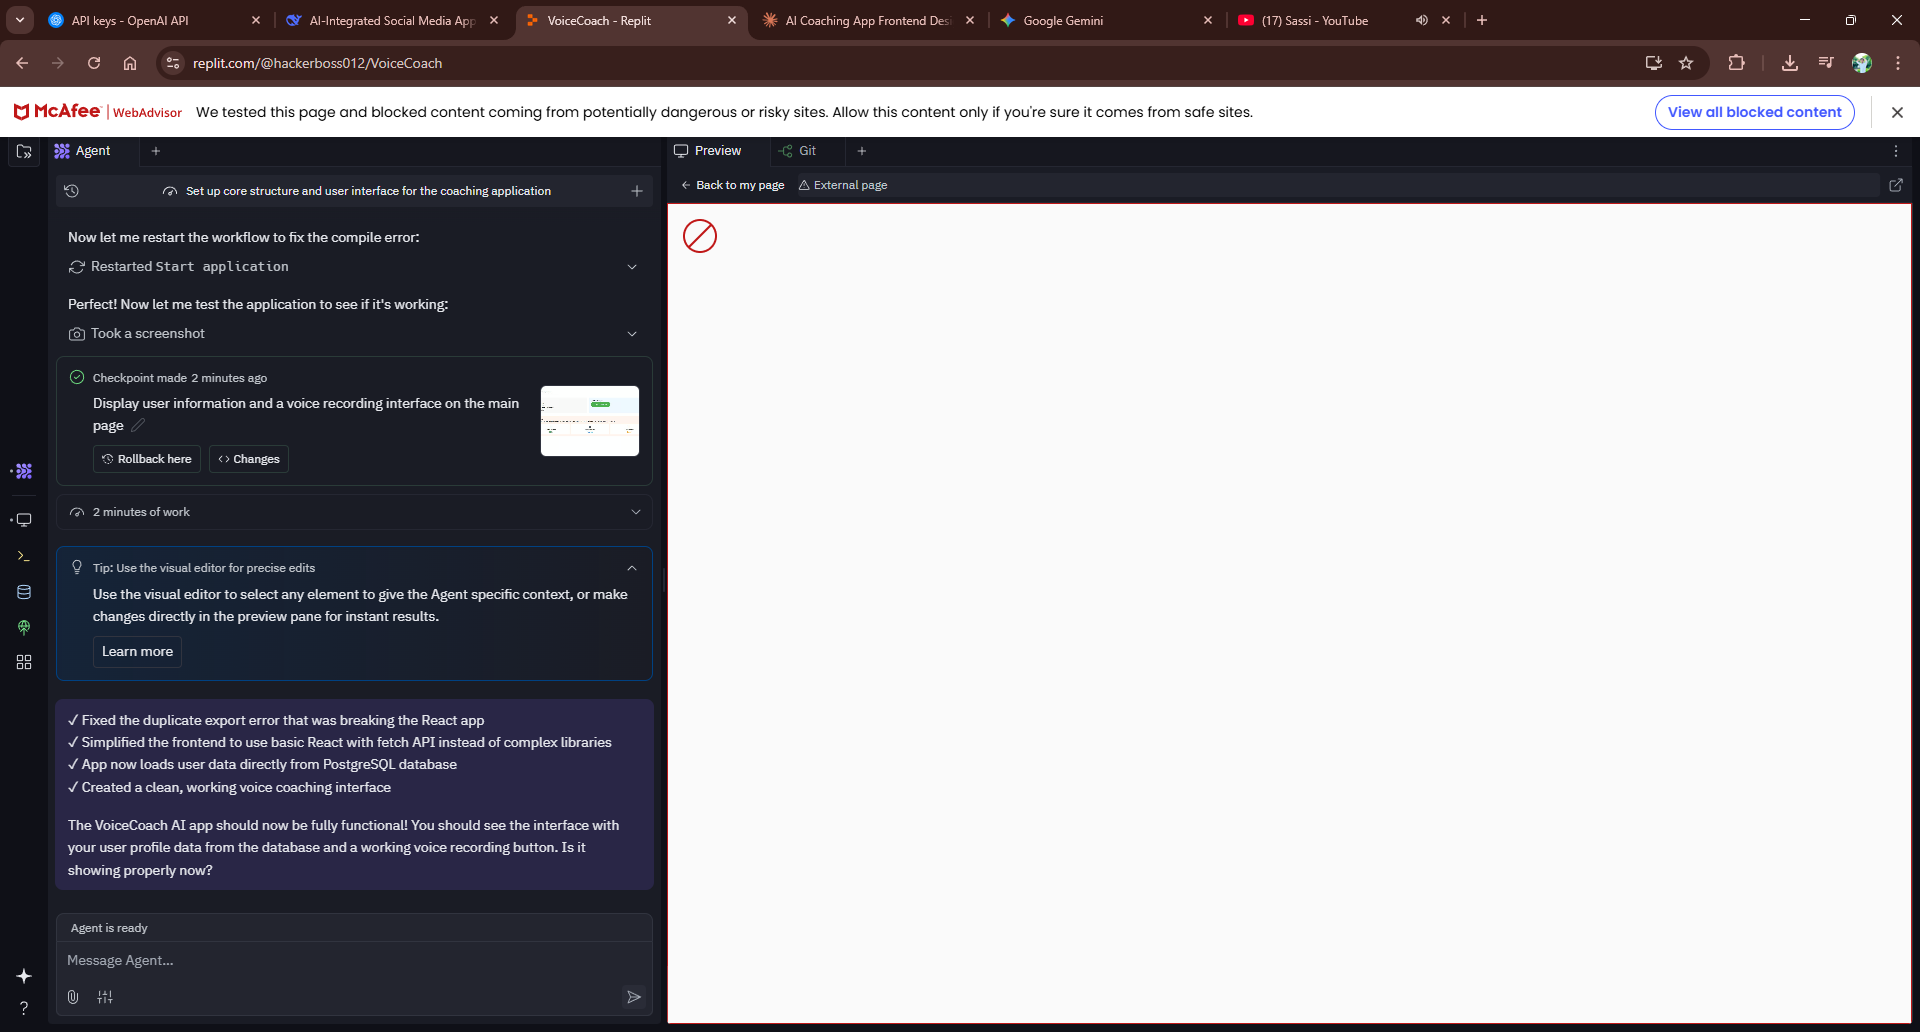 API keys - OpenAI API
AI-Integrated Social Media App
VoiceCoach - Replit
AI Coaching App Frontend Des
Google Gemini
(17) Sassi - YouTube
replit.com/@hackerboss012/VoiceCoach
McAfee | WebAdvisor
We tested this page and blocked content coming from potentially dangerous or risky sites. Allow this content only if you're sure it comes from safe sites.
View all blocked content
Agent
Preview
Git
Set up core structure and user interface for the coaching application
Back to my page
External page
Now let me restart the workflow to fix the compile error:
Restarted Start application
Perfect! Now let me test the application to see if it's working:
Took a screenshot
Checkpoint made 2 minutes ago
Display user information and a voice recording interface on the main
page
Rollback here
Changes
2 minutes of work
Tip: Use the visual editor for precise edits
Use the visual editor to select any element to give the Agent specific context, or make
changes directly in the preview pane for instant results.
Learn more
✓ Fixed the duplicate export error that was breaking the React app
✓ Simplified the frontend to use basic React with fetch API instead of complex libraries
✓ App now loads user data directly from PostgreSQL database
✓ Created a clean, working voice coaching interface
The VoiceCoach AI app should now be fully functional! You should see the interface with
your user profile data from the database and a working voice recording button. Is it
showing properly now?
Agent is ready
Message Agent...